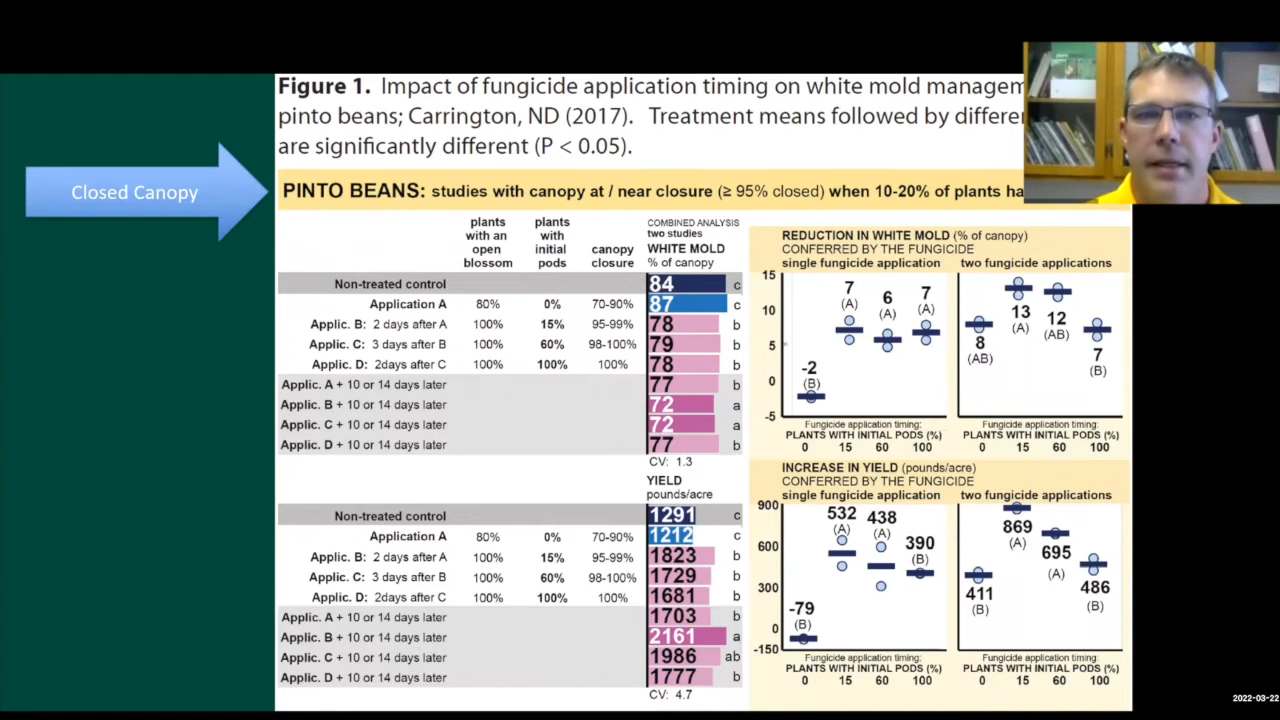 Figure 1. Impact of fungicide application timing on white mold managem
pinto beans; Carrington, ND (2017). Treatment means followed by differe
are significantly different (P < 0.05).
Closed Canopy
PINTO BEANS: studies with canopy at / near closure (≥ 95% closed) when 10-20% of plants ha
plants with an open blossom
plants with initial pods
canopy closure
COMBINED ANALYSIS
two studies
WHITE MOLD
% of canopy
Non-treated control 84 c
Application A 80% 0% 70-90% 87 c
Applic. B: 2 days after A 100% 15% 95-99% 78 b
Applic. C: 3 days after B 100% 60% 98-100% 79 b
Applic. D: 2days after C 100% 100% 100% 78 b
Applic. A + 10 or 14 days later 77 b
Applic. B + 10 or 14 days later 72 a
Applic. C + 10 or 14 days later 72 a
Applic. D + 10 or 14 days later 77 b
CV: 1.3
REDUCTION IN WHITE MOLD (% of canopy)
CONFERRED BY THE FUNGICIDE
single fungicide application two fungicide applications
15
10
5
0
-5
-2 (B)
7 (A)
6 (A)
7 (A)
8 (AB)
13 (A)
12 (AB)
7 (B)
Fungicide application timing: Fungicide application timing:
PLANTS WITH INITIAL PODS (%) PLANTS WITH INITIAL PODS (%)
0 15 60 100 0 15 60 100
YIELD
pounds/acre
Non-treated control 1291 c
Application A 80% 0% 70-90% 1212 c
Applic. B: 2 days after A 100% 15% 95-99% 1823 b
Applic. C: 3 days after B 100% 60% 98-100% 1729 b
Applic. D: 2days after C 100% 100% 100% 1681 b
Applic. A + 10 or 14 days later 1703 b
Applic. B + 10 or 14 days later 2161 a
Applic. C + 10 or 14 days later 1986 ab
Applic. D + 10 or 14 days later 1777 b
CV: 4.7
INCREASE IN YIELD (pounds/acre)
CONFERRED BY THE FUNGICIDE
single fungicide application two fungicide applications
900
600
300
0
-150
-79 (B)
532 (A)
438 (A)
390 (B)
411 (B)
869 (A)
695 (A)
486 (B)
Fungicide application timing: Fungicide application timing:
PLANTS WITH INITIAL PODS (%) PLANTS WITH INITIAL PODS (%)
0 15 60 100 0 15 60 100
2022-03-22